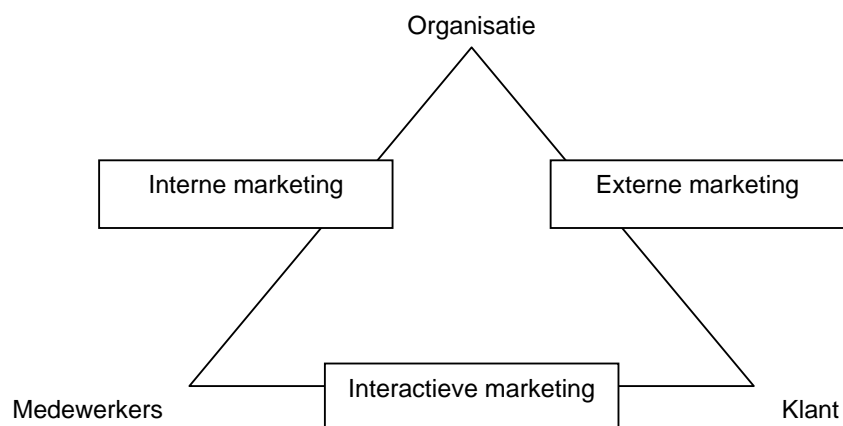 Organisatie
Interne marketing
Externe marketing
Interactieve marketing
Medewerkers
Klant